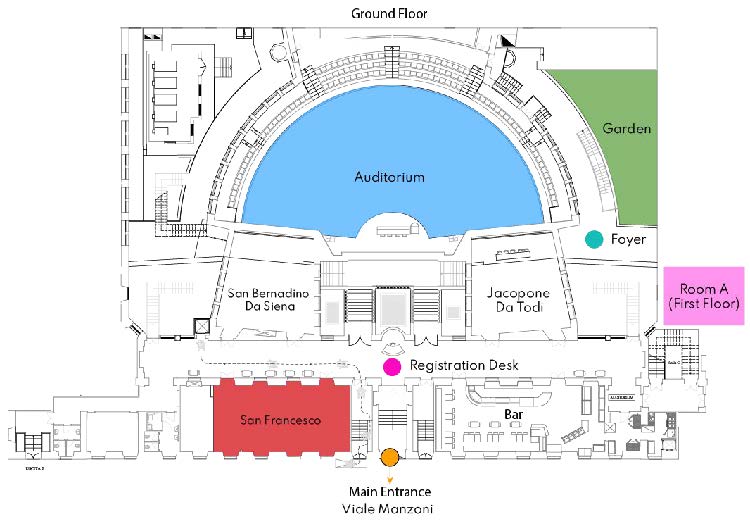 Ground Floor
Garden
Auditorium
Foyer
San Bernadino
Da Siena
Jacopone
Da Todi
Room A
(First Floor)
Registration Desk
San Francesco
Bar
Main Entrance
Viale Manzoni